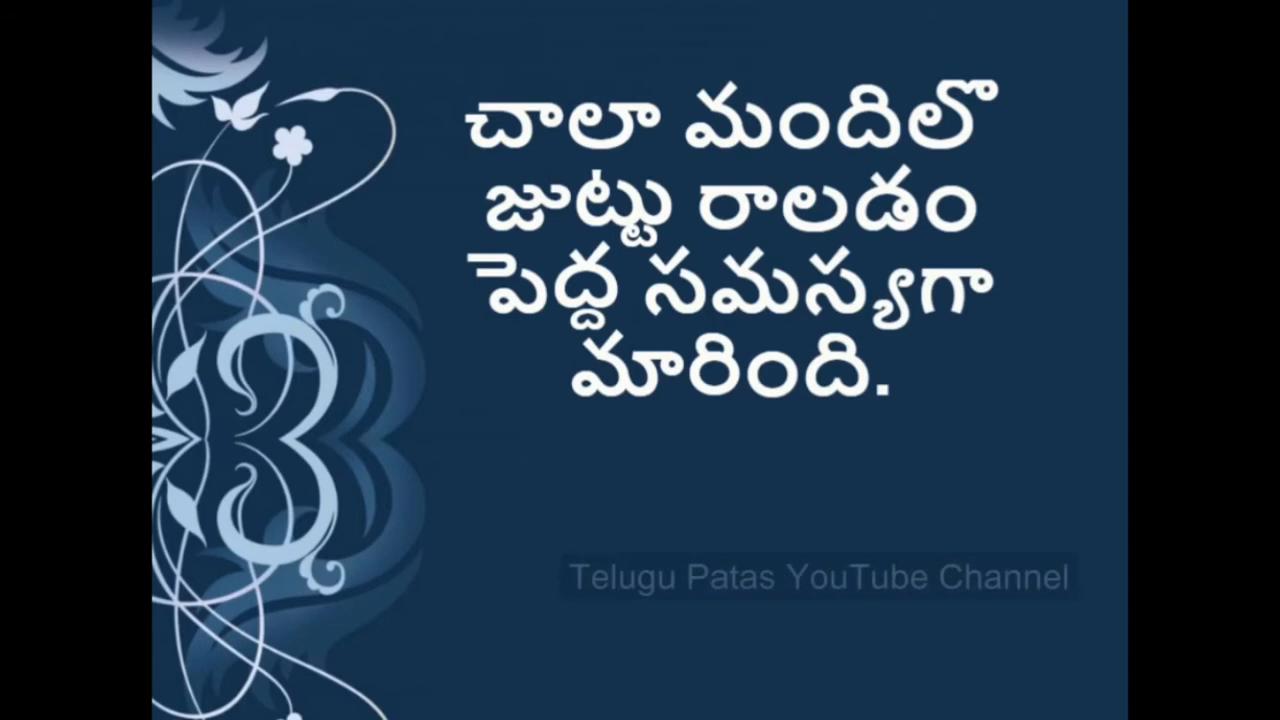 చాలా మందిలొ
జుట్టు రాలడం
పెద్ద సమస్యగా
మారింది.
Telugu Patas YouTube Channel